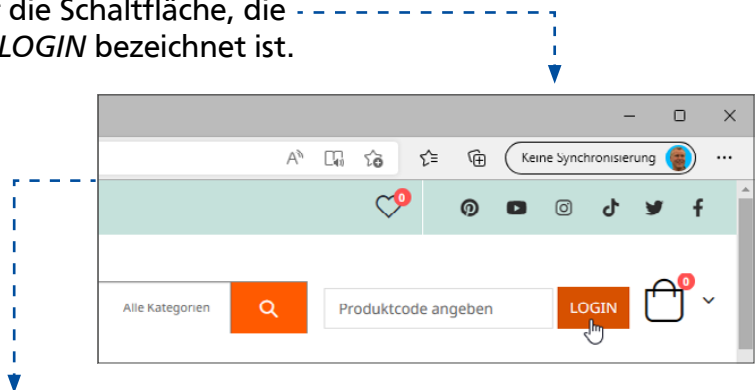 die Schaltfläche, die
LOGIN bezeichnet ist.
A
Keine Synchronisierung
0
Alle Kategorien
Produktcode angeben
LOGIN
0